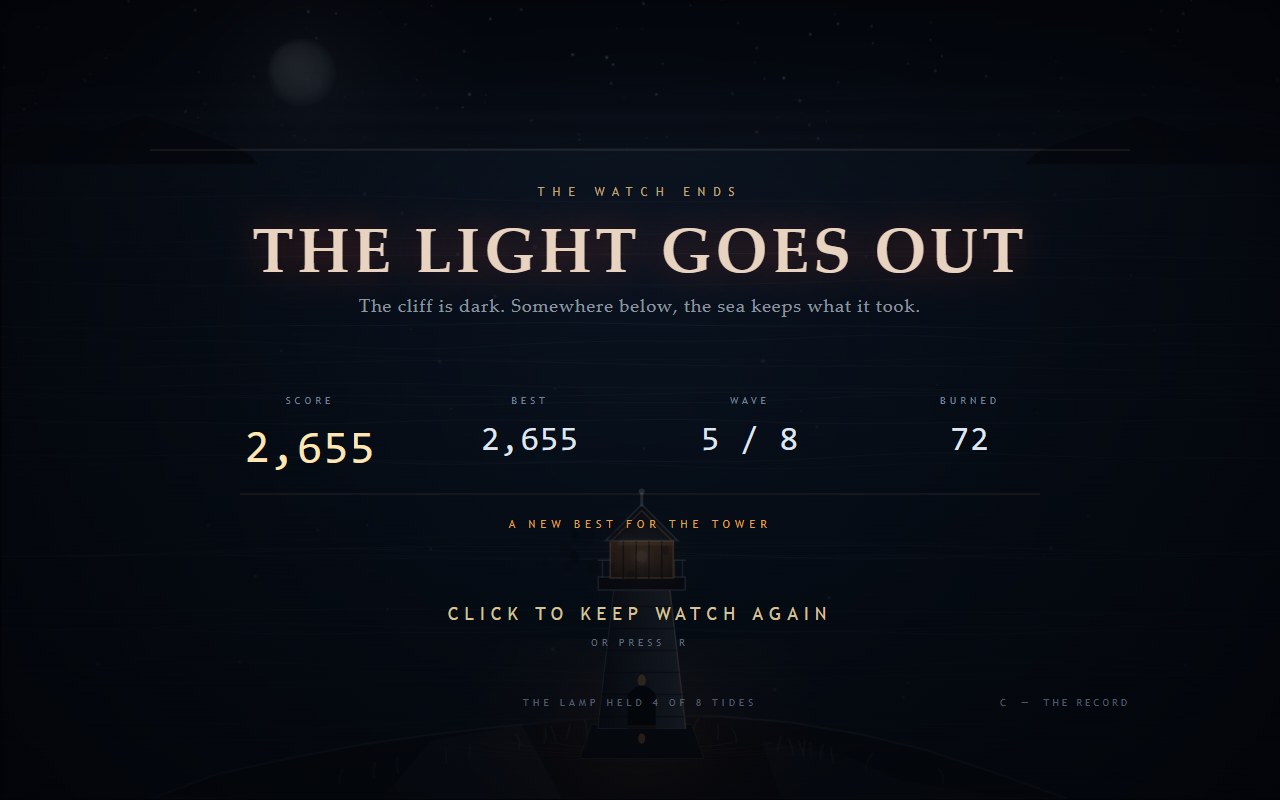 THE WATCH ENDS
THE LIGHT GOES OUT
The cliff is dark. Somewhere below, the sea keeps what it took.
SCORE BEST WAVE BURNED
2,655 2,655 5 / 8 72
A NEW BEST FOR THE TOWER
CLICK TO KEEP WATCH AGAIN
OR PRESS R
THE LAMP HELD 4 OF 8 TIDES
C — THE RECORD